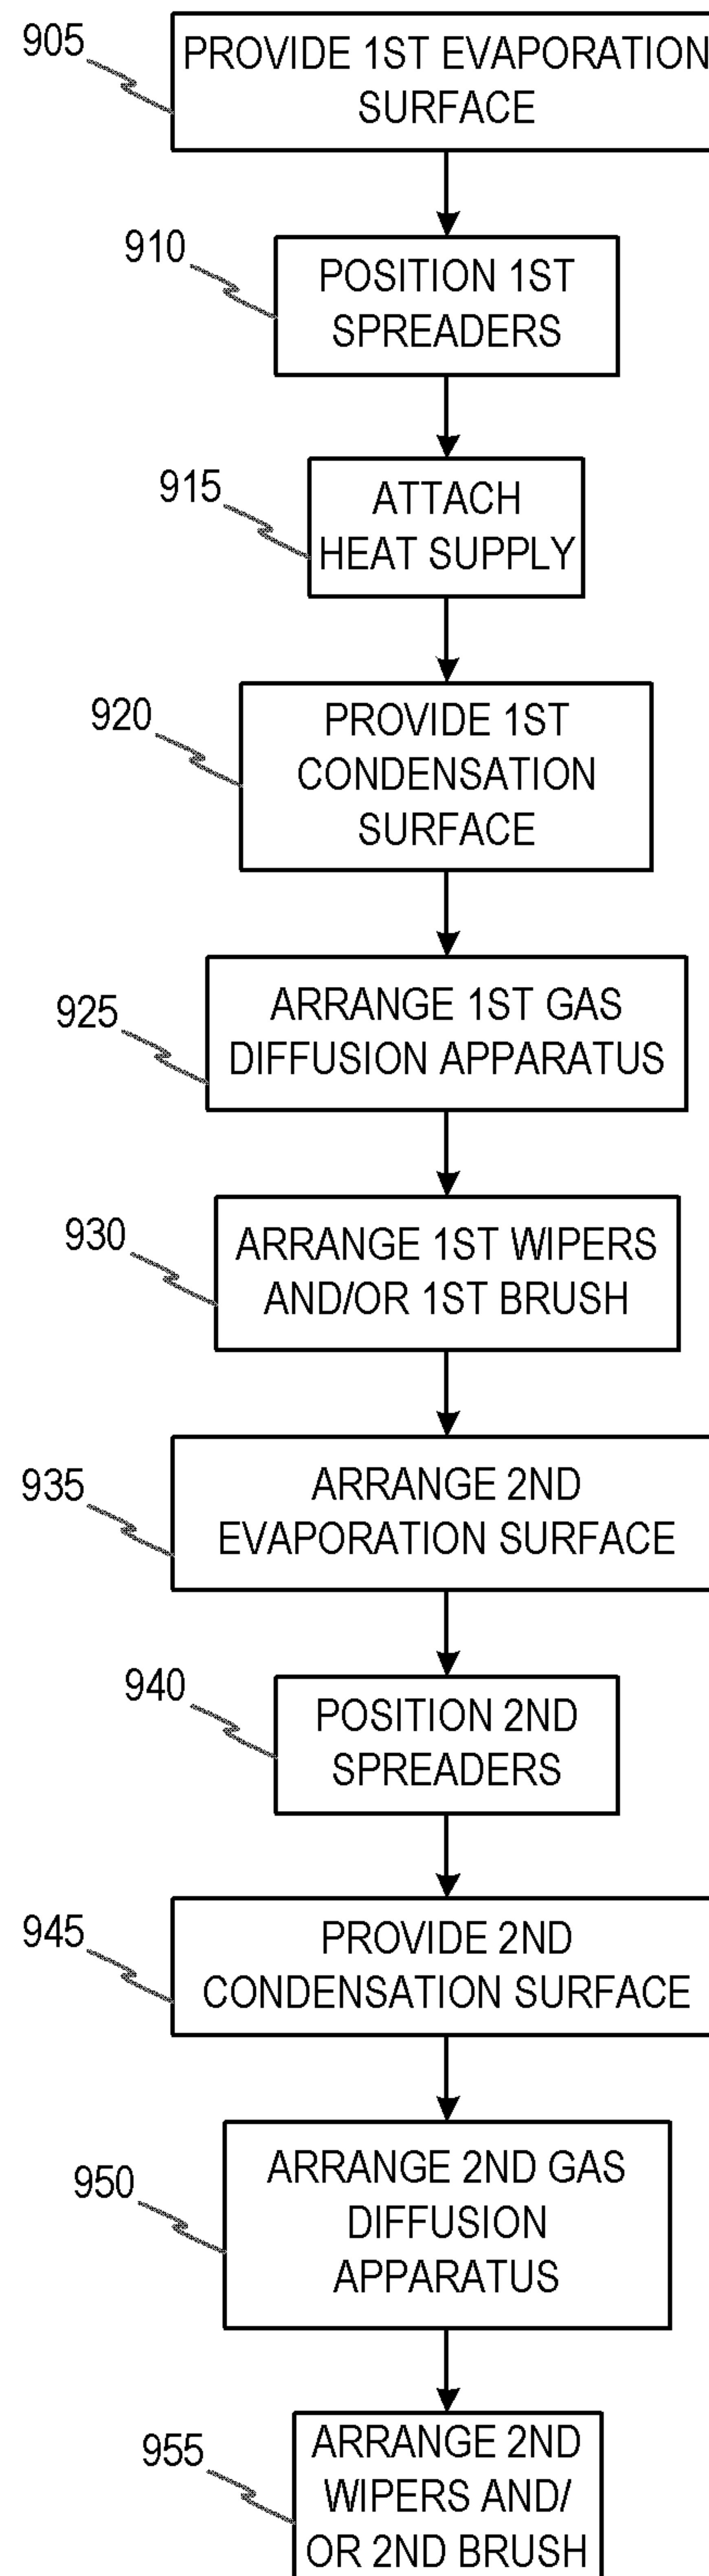 905
PROVIDE 1ST EVAPORATION
SURFACE
910
POSITION 1ST
SPREADERS
915
ATTACH
HEAT SUPPLY
920
PROVIDE 1ST
CONDENSATION
SURFACE
925
ARRANGE 1ST GAS
DIFFUSION APPARATUS
930
ARRANGE 1ST WIPERS
AND/OR 1ST BRUSH
935
ARRANGE 2ND
EVAPORATION SURFACE
940
POSITION 2ND
SPREADERS
945
PROVIDE 2ND
CONDENSATION SURFACE
950
ARRANGE 2ND GAS
DIFFUSION
APPARATUS
955
ARRANGE 2ND
WIPERS AND/
OR 2ND BRUSH